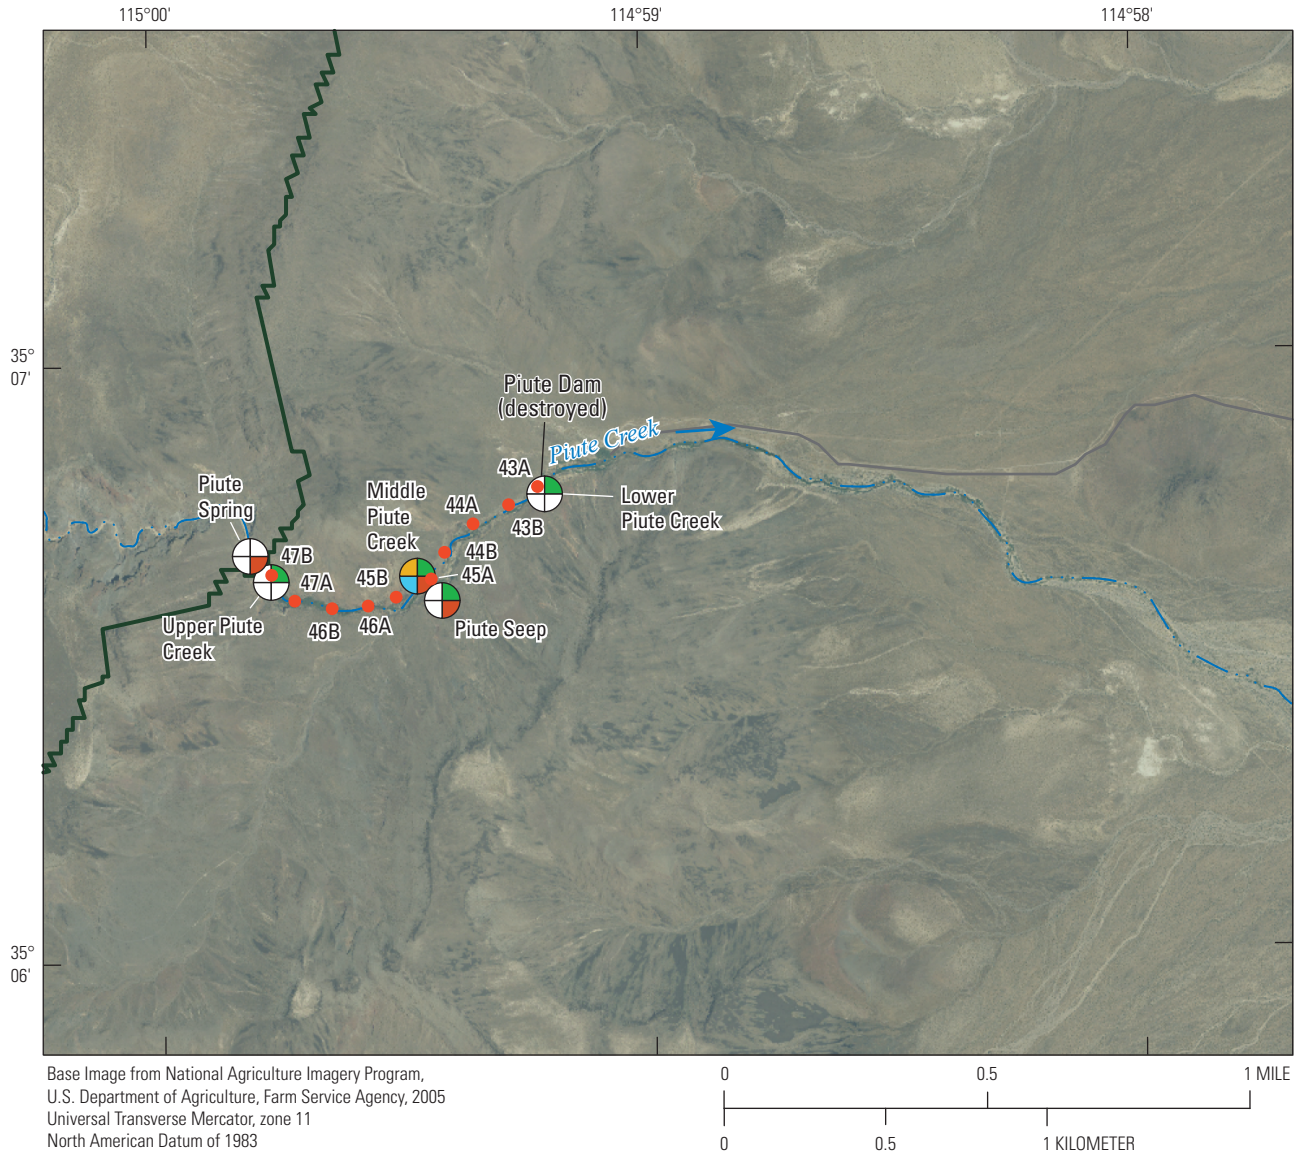 115°00'
114°59'
114°58'
35°
07'
Piute Dam
(destroyed)
Piute Creek
43A
Lower
Piute Creek
43B
Middle
Piute
Creek
44A
44B
45A
45B
Piute
Spring
47B
47A
46B
46A
Upper Piute
Creek
Piute Seep
35°
06'
Base Image from National Agriculture Imagery Program,
U.S. Department of Agriculture, Farm Service Agency, 2005
Universal Transverse Mercator, zone 11
North American Datum of 1983
0 0.5 1 MILE
0 0.5 1 KILOMETER